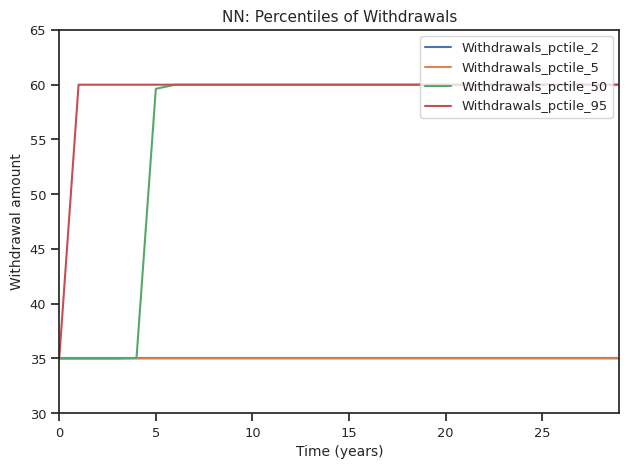 NN: Percentiles of Withdrawals
65
60
55
50
45
40
35
30
Withdrawal amount
Withdrawals_pctile_2
Withdrawals_pctile_5
Withdrawals_pctile_50
Withdrawals_pctile_95
0 5 10 15 20 25
Time (years)